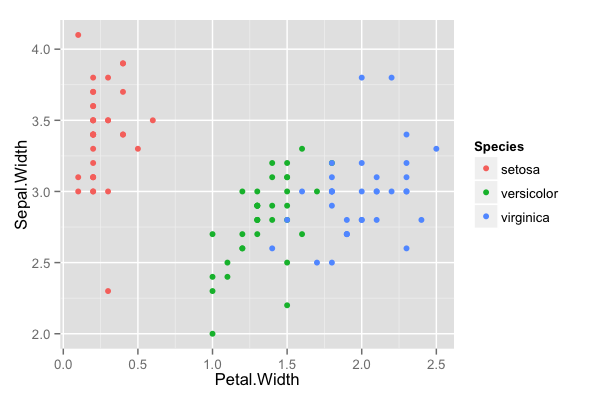 4.0
3.5
3.0
2.5
2.0
Sepal.Width
0.0 0.5 1.0 1.5 2.0 2.5
Petal.Width
Species
setosa
versicolor
virginica